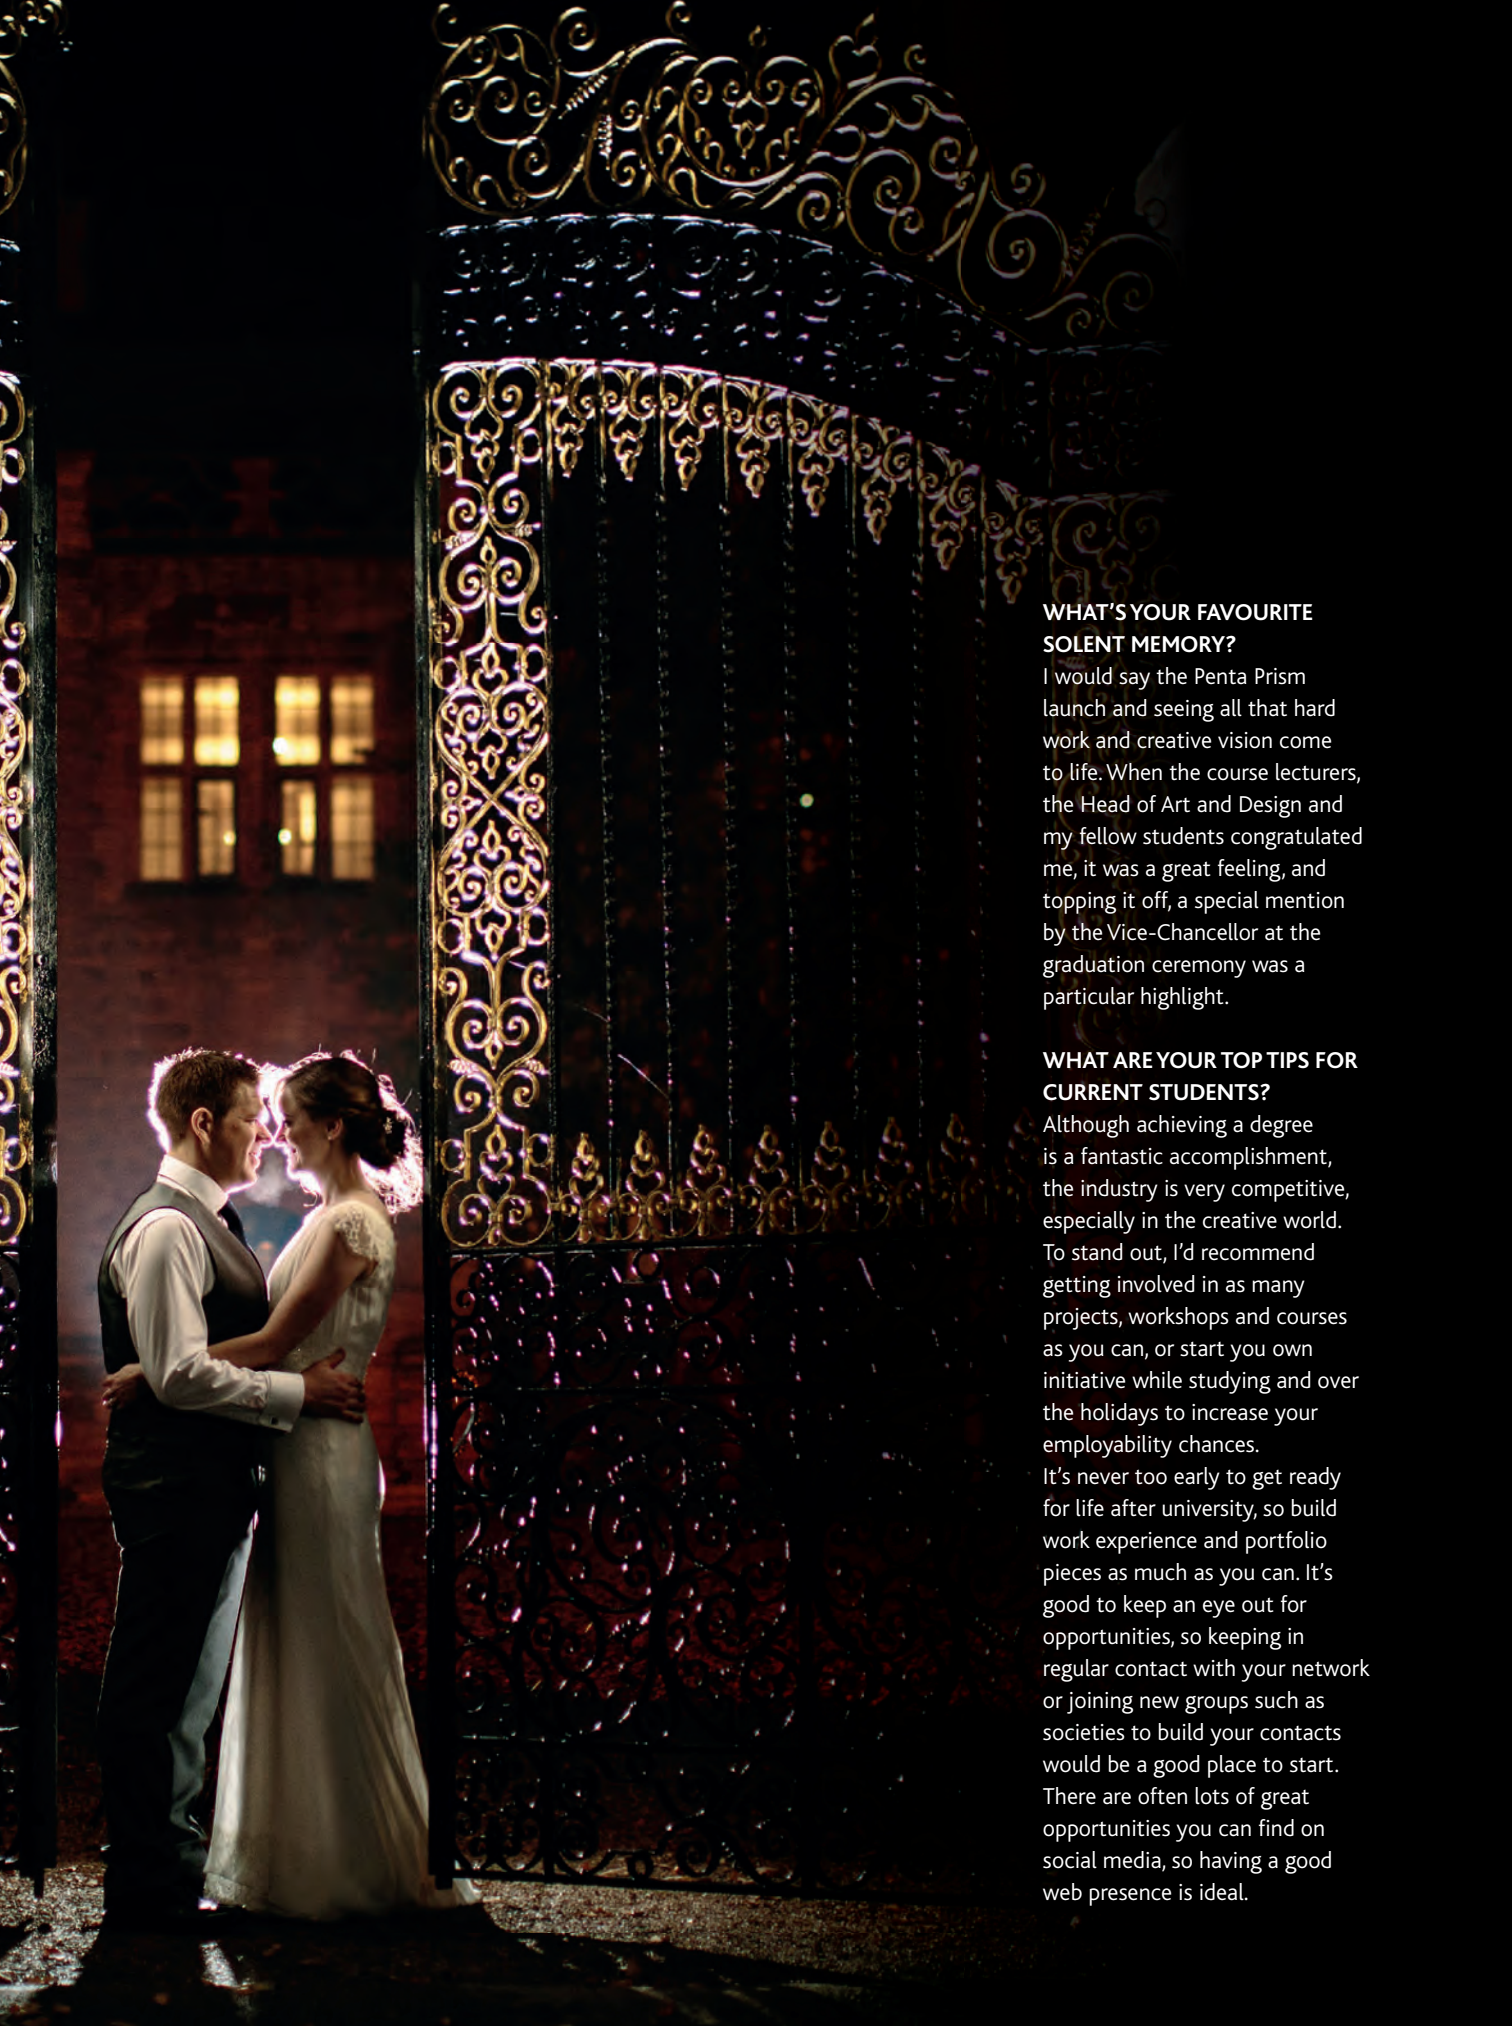 WHAT'S YOUR FAVOURITE
SOLENT MEMORY?
I would say the Penta Prism
launch and seeing all that hard
work and creative vision come
to life. When the course lecturers,
the Head of Art and Design and
my fellow students congratulated
me, it was a great feeling, and
topping it off, a special mention
by the Vice-Chancellor at the
graduation ceremony was a
particular highlight.
WHAT ARE YOUR TOP TIPS FOR
CURRENT STUDENTS?
Although achieving a degree
is a fantastic accomplishment,
the industry is very competitive,
especially in the creative world.
To stand out, I'd recommend
getting involved in as many
projects, workshops and courses
as you can, or start you own
initiative while studying and over
the holidays to increase your
employability chances.
It's never too early to get ready
for life after university, so build
work experience and portfolio
pieces as much as you can. It's
good to keep an eye out for
opportunities, so keeping in
regular contact with your network
or joining new groups such as
societies to build your contacts
would be a good place to start.
There are often lots of great
opportunities you can find on
social media, so having a good
web presence is ideal.